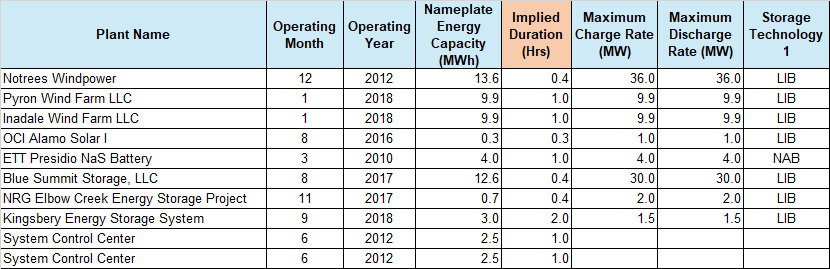 Plant Name Operating Month Operating Year Nameplate Energy Capacity (MWh) Implied Duration (Hrs) Maximum Charge Rate (MW) Maximum Discharge Rate (MW) Storage Technology 1
Notrees Windpower 12 2012 13.6 0.4 36.0 36.0 LIB
Pyron Wind Farm LLC 1 2018 9.9 1.0 9.9 9.9 LIB
Inadale Wind Farm LLC 1 2018 9.9 1.0 9.9 9.9 LIB
OCI Alamo Solar I 8 2016 0.3 0.3 1.0 1.0 LIB
ETT Presidio NaS Battery 3 2010 4.0 1.0 4.0 4.0 NAB
Blue Summit Storage, LLC 8 2017 12.6 0.4 30.0 30.0 LIB
NRG Elbow Creek Energy Storage Project 11 2017 0.7 0.4 2.0 2.0 LIB
Kingsbery Energy Storage System 9 2018 3.0 2.0 1.5 1.5 LIB
System Control Center 6 2012 2.5 1.0
System Control Center 6 2012 2.5 1.0